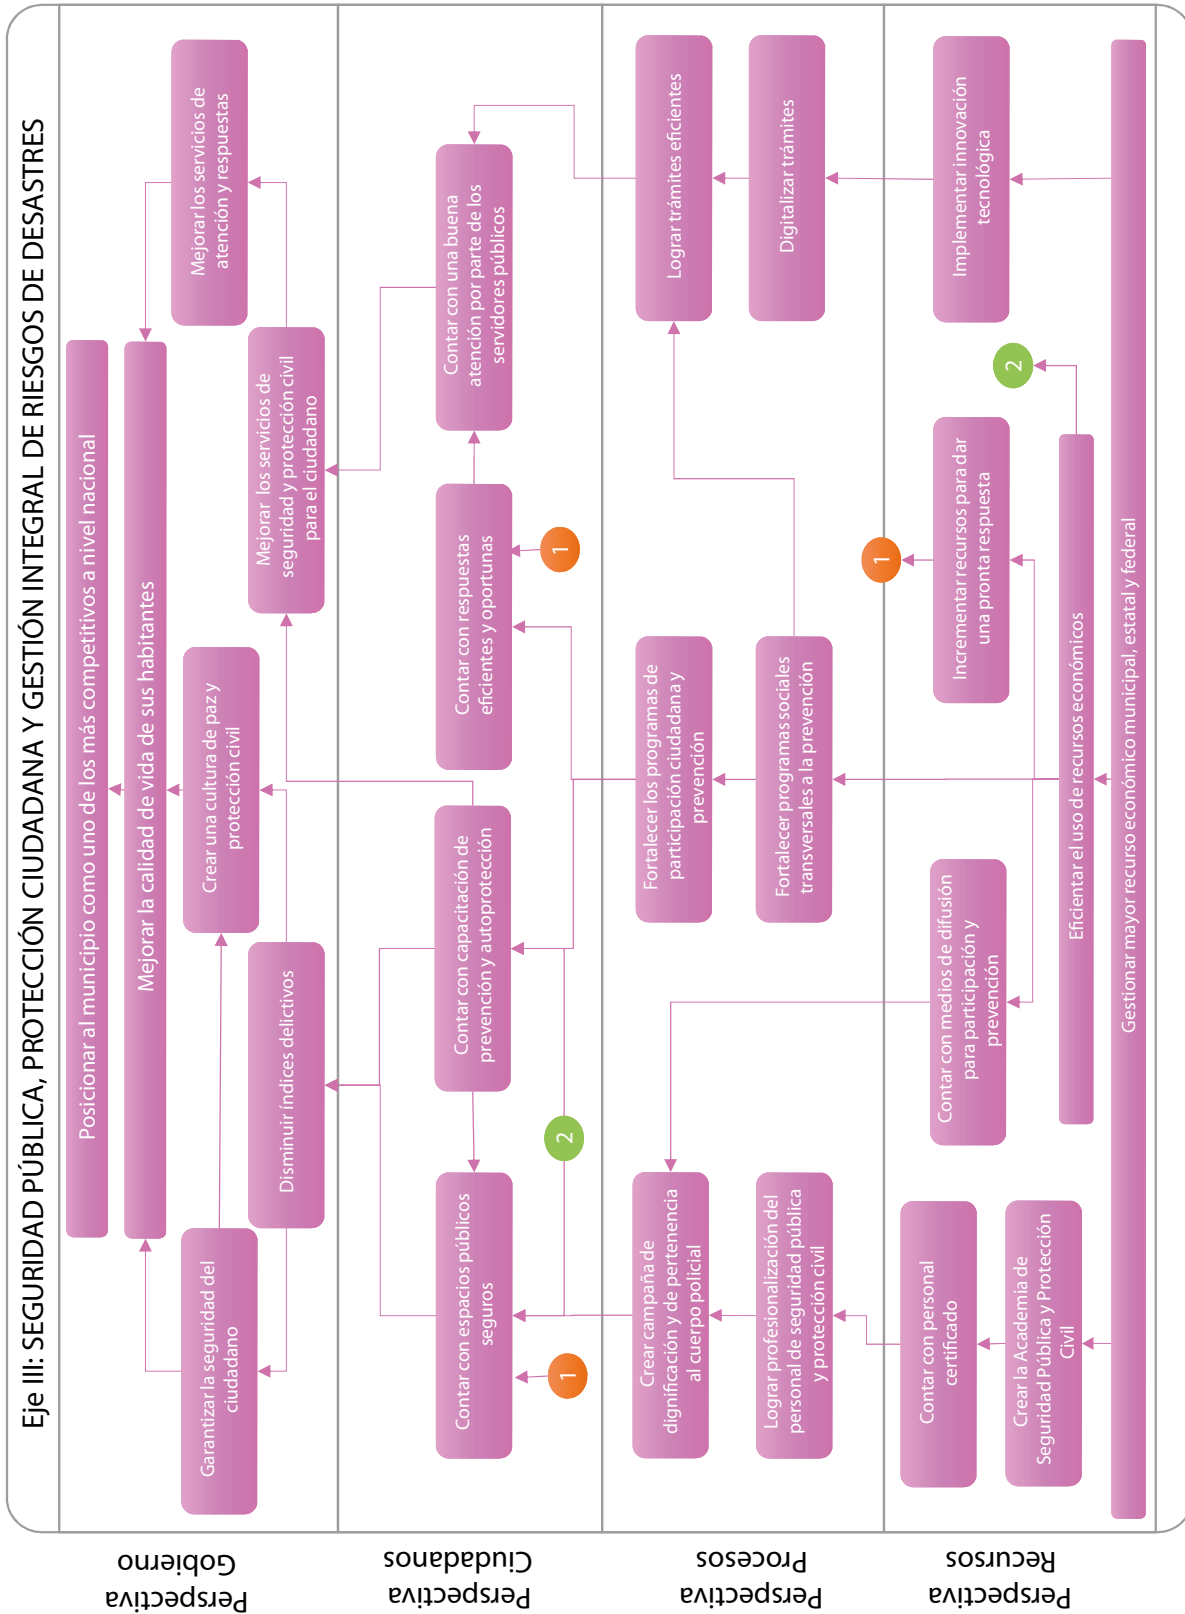 Eje III: SEGURIDAD PÚBLICA, PROTECCIÓN CIUDADANA Y GESTIÓN INTEGRAL DE RIESGOS DE DESASTRES
Perspectiva
Gobierno
Posicionar al municipio como uno de los más competitivos a nivel nacional
Mejorar la calidad de vida de sus habitantes
Garantizar la seguridad del
ciudadano
Crear una cultura de paz y
protección civil
Mejorar los servicios de
atención y respuestas
Disminuir índices delictivos
Mejorar los servicios de
seguridad y protección civil
para el ciudadano
Perspectiva
Ciudadanos
Contar con espacios públicos
seguros
Contar con capacitación de
prevención y autoprotección
Contar con respuestas
eficientes y oportunas
Contar con una buena
atención por parte de los
servidores públicos
1
2
1
Perspectiva
Procesos
Crear campaña de
dignificación y de pertenencia
al cuerpo policial
Fortalecer los programas de
participación ciudadana y
prevención
Lograr trámites eficientes
Lograr profesionalización del
personal de seguridad pública
y protección civil
Fortalecer programas sociales
transversales a la prevención
Digitalizar trámites
Perspectiva
Recursos
1
Contar con personal
certificado
Contar con medios de difusión
para participación y
prevención
Incrementar recursos para dar
una pronta respuesta
2
Implementar innovación
tecnológica
Crear la Academia de
Seguridad Pública y Protección
Civil
Eficientar el uso de recursos económicos
Gestionar mayor recurso económico municipal, estatal y federal